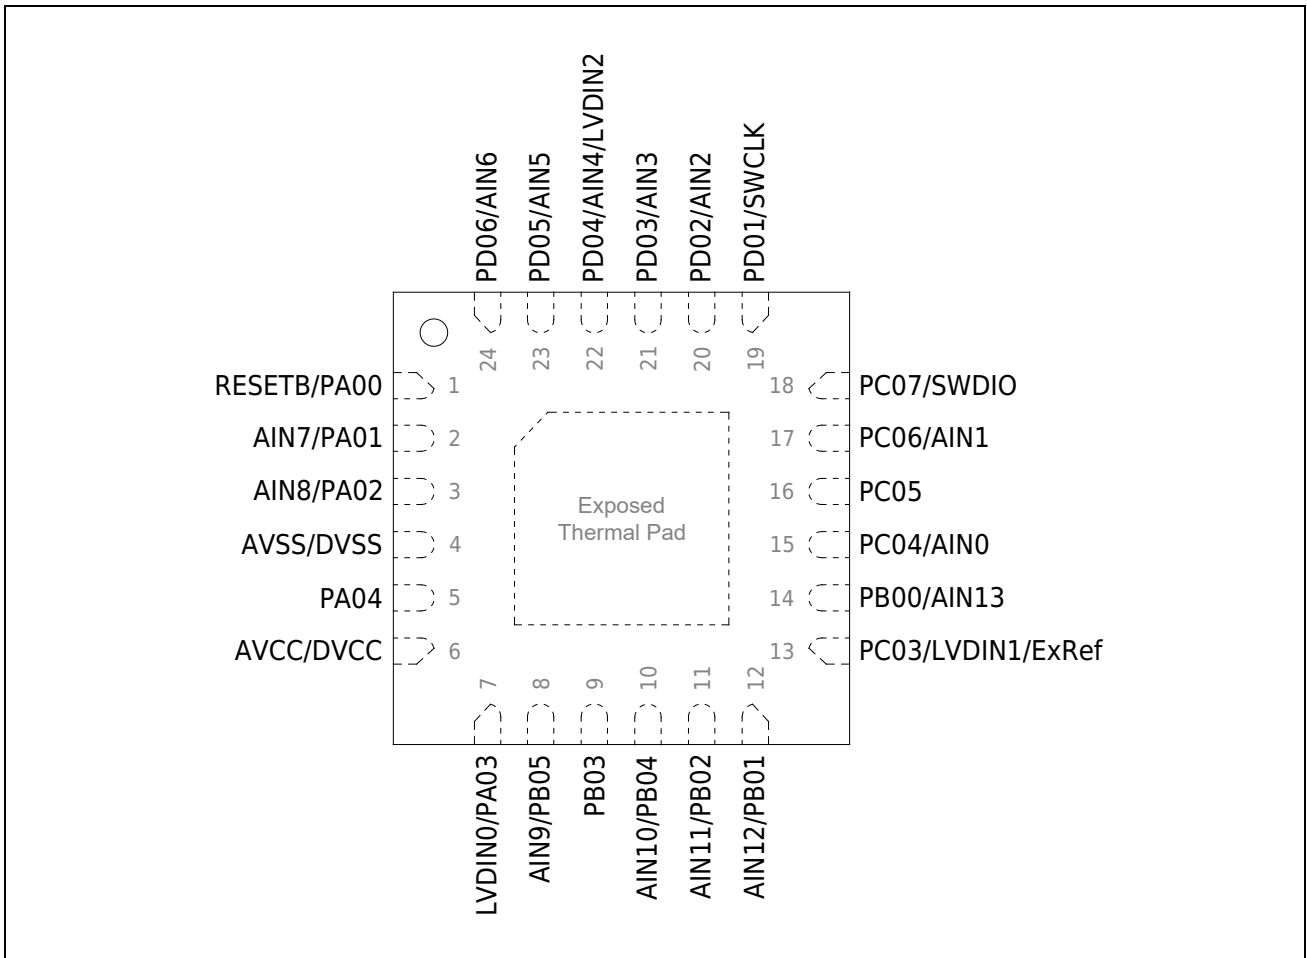 PD06/AIN6
PD05/AIN5
PD04/AIN4/LVDIN2
PD03/AIN3
PD02/AIN2
PD01/SWCLK
24
23
22
21
20
19
RESETB/PA00
1
18
PC07/SWDIO
AIN7/PA01
2
17
PC06/AIN1
AIN8/PA02
3
16
PC05
AVSS/DVSS
4
15
PC04/AIN0
PA04
5
14
PB00/AIN13
AVCC/DVCC
6
13
PC03/LVDIN1/ExRef
Exposed
Thermal Pad
7
8
9
10
11
12
LVDIN0/PA03
AIN9/PB05
PB03
AIN10/PB04
AIN11/PB02
AIN12/PB01